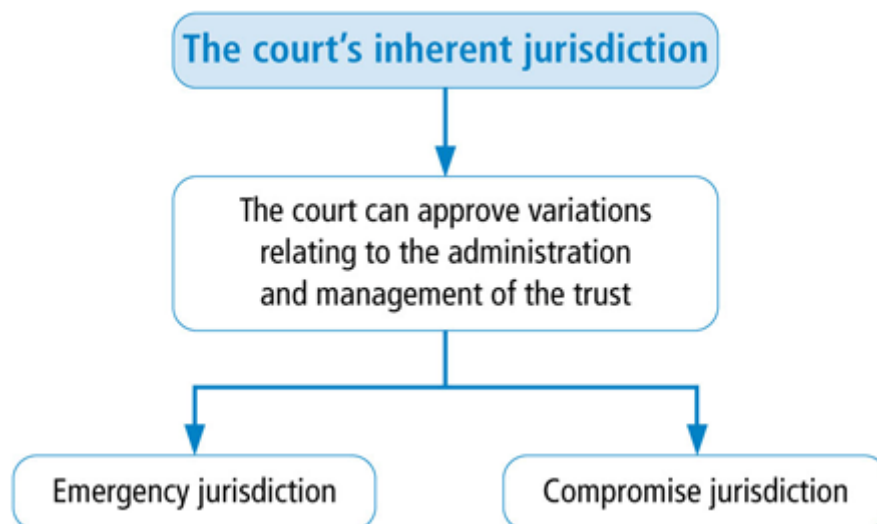 The court's inherent jurisdiction
The court can approve variations
relating to the administration
and management of the trust
Emergency jurisdiction
Compromise jurisdiction